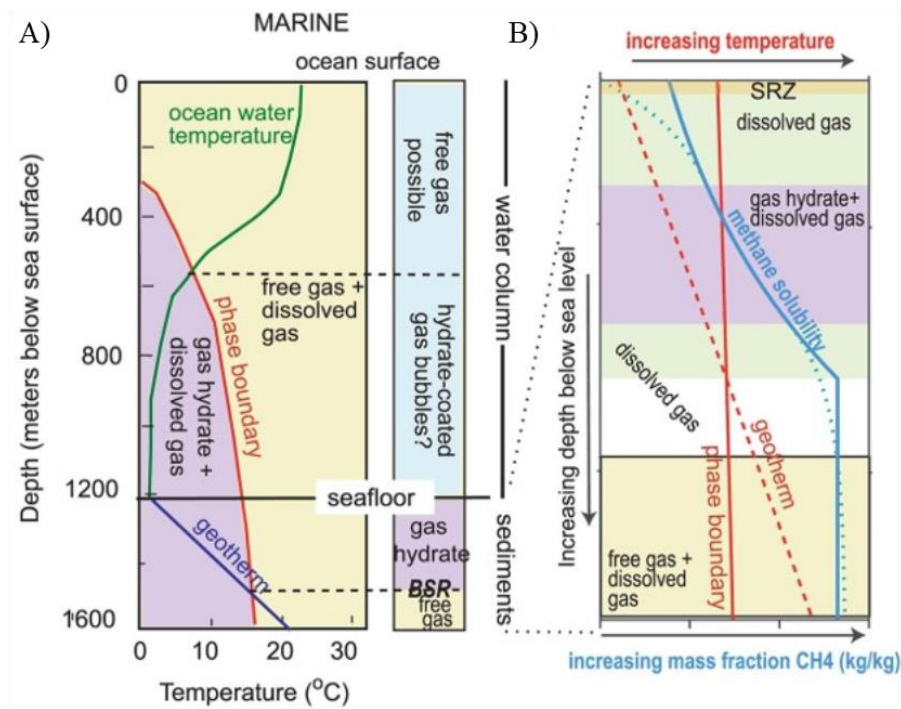 A)
MARINE
ocean surface
0
400
800
1200
1600
Depth (meters below sea surface)
ocean water
temperature
phase boundary
gas hydrate +
dissolved gas
free gas +
dissolved
gas
seafloor
geotherm
0
10
20
30
Temperature (°C)
free gas
possible
hydrate-coated
gas bubbles?
gas
hydrate
BSR
free
gas
water column
sediments
B)
increasing temperature
SRZ
dissolved gas
gas hydrate+
dissolved gas
methane solubility
dissolved gas
geotherm
phase boundary
free gas +
dissolved
gas
Increasing depth below sea level
increasing mass fraction CH4 (kg/kg)